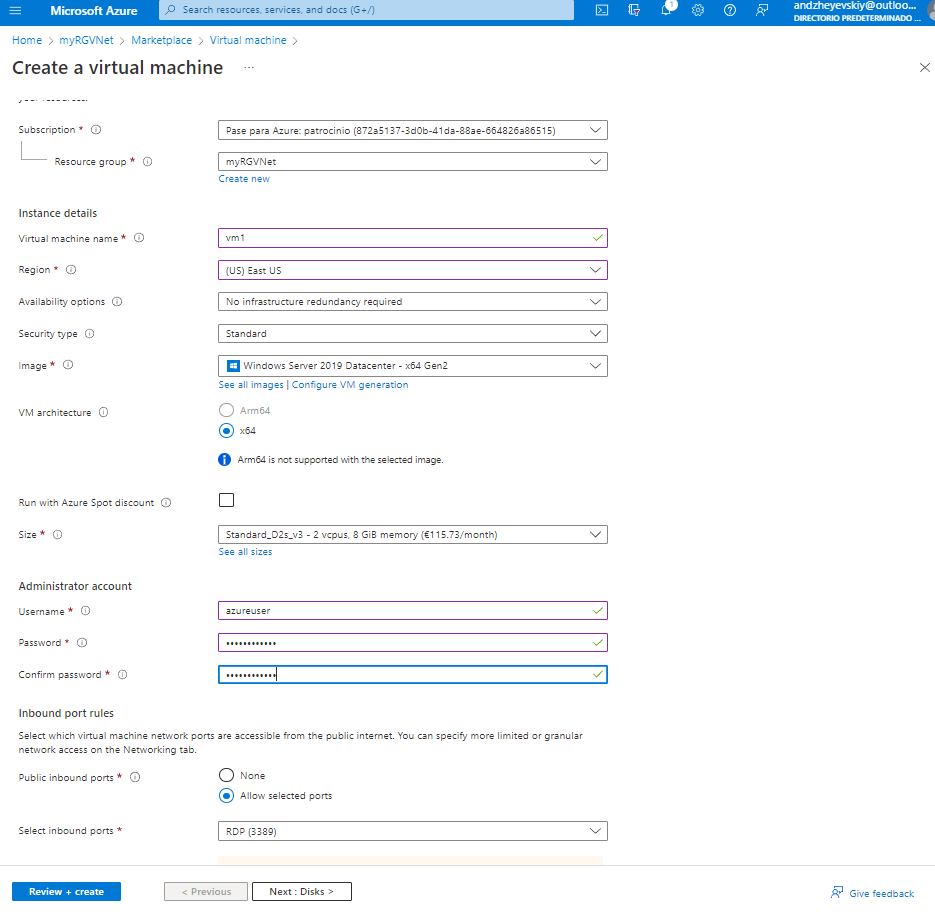 Microsoft Azure
Search resources, services, and docs (G+/)
1
andzheyevskiy@outloo...
DIRECTORIO PREDETERMINADO ...
Home > myRGVNet > Marketplace > Virtual machine >
Create a virtual machine ...
your resources.
Subscription *
Pase para Azure: patrocinio (872a5137-3d0b-41da-88ae-664826a86515)
Resource group *
myRGVNet
Create new
Instance details
Virtual machine name *
vm1
Region *
(US) East US
Availability options
No infrastructure redundancy required
Security type
Standard
Image *
Windows Server 2019 Datacenter - x64 Gen2
See all images | Configure VM generation
VM architecture
Arm64
x64
Arm64 is not supported with the selected image.
Run with Azure Spot discount
Size *
Standard_D2s_v3 - 2 vcpus, 8 GiB memory (€115.73/month)
See all sizes
Administrator account
Username *
azureuser
Password *
••••••••••••
Confirm password *
••••••••••••
Inbound port rules
Select which virtual machine network ports are accessible from the public internet. You can specify more limited or granular
network access on the Networking tab.
Public inbound ports *
None
Allow selected ports
Select inbound ports *
RDP (3389)
Review + create
< Previous
Next : Disks >
Give feedback